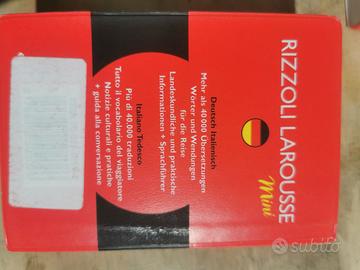 RIZZOLI LAROUSSE
Mini
Deutsch Italienisch
Mehr als 40000 Übersetzungen
Wörter und Wendungen
für die Reise
Landeskundliche und praktische
Informationen + Sprachführer
Italiano Tedesco
Più di 40.000 traduzioni
Tutto il vocabolario del viaggiatore
Notizie culturali e pratiche
+ guida alla conversazione
subito